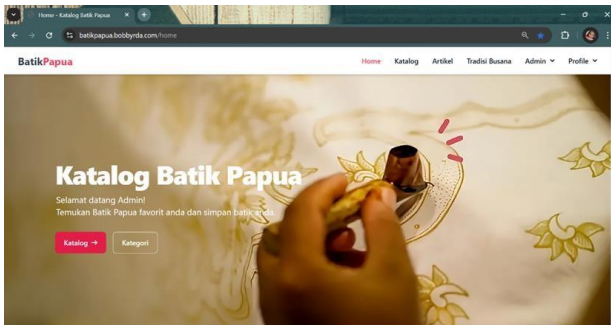 Home - Katalog Batik Papua
batikpapua.bobbyrda.com/home
BatikPapua
Home Katalog Artikel Tradisi Busana Admin Profile
Katalog Batik Papua
Selamat datang Admin!
Temukan Batik Papua favorit anda dan simpan batik anda.
Katalog →
Kategori